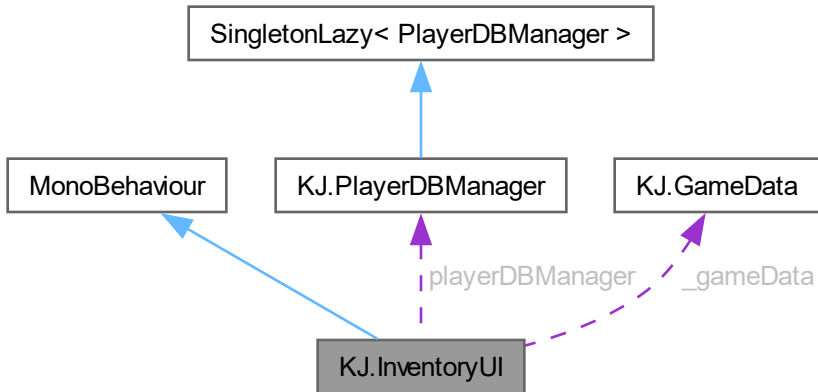 SingletonLazy< PlayerDBManager >
MonoBehaviour
KJ.PlayerDBManager
KJ.GameData
playerDBManager
_gameData
KJ.InventoryUI